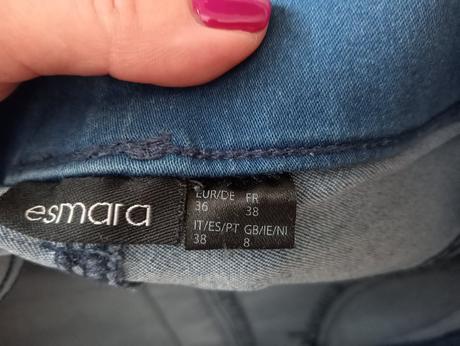 esmara
EUR/DE FR
36 38
IT/ES/PT GB/IE/NI
38 8